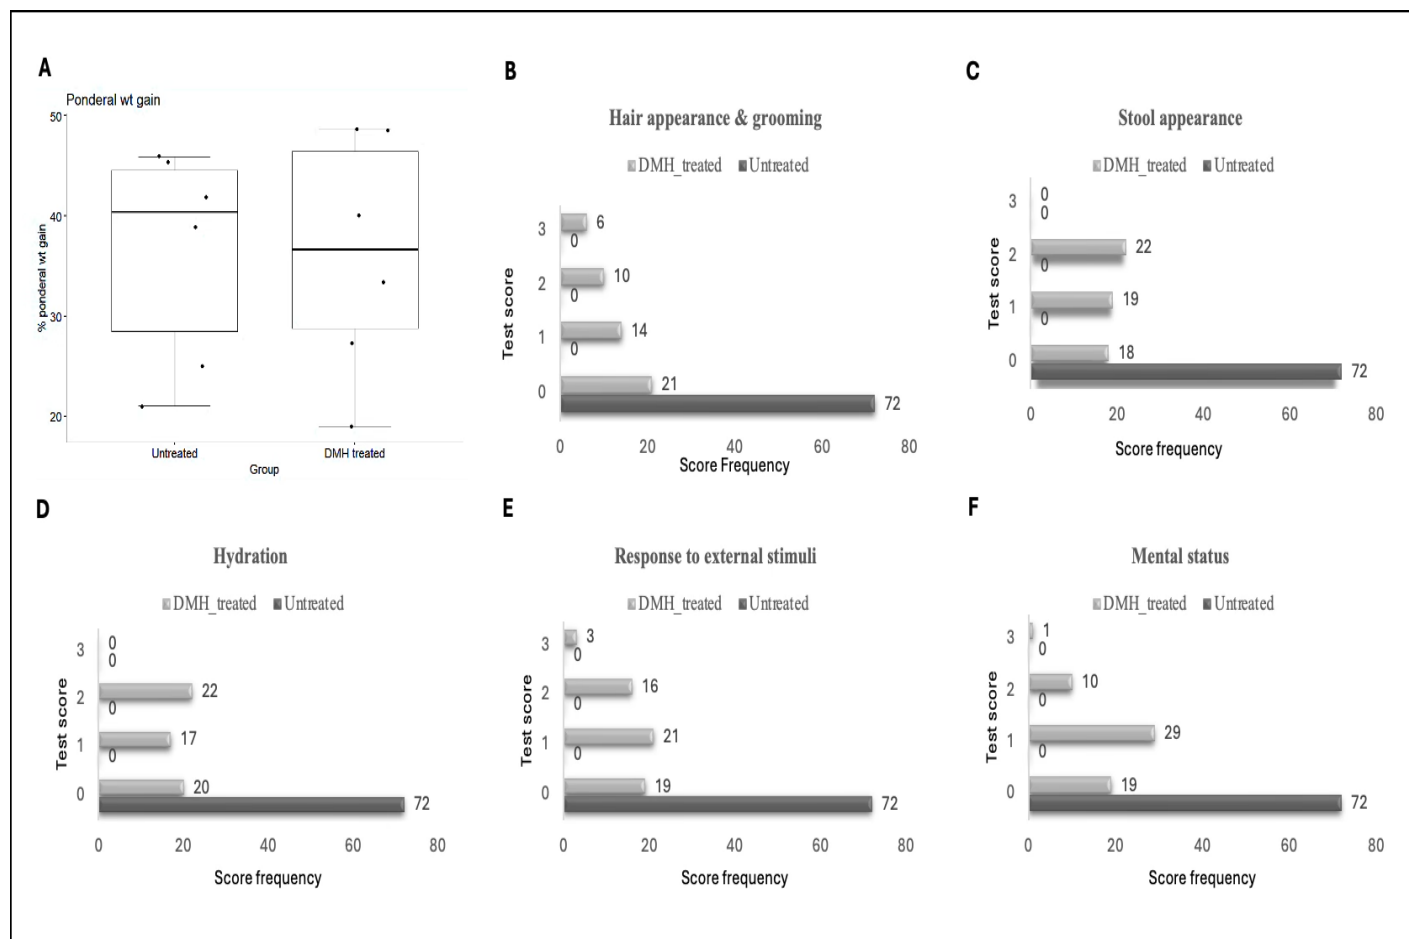 A
Ponderal wt gain
50
40
30
20
% ponderal wt gain
Untreated
DMH treated
Group
B
Hair appearance & grooming
DMH_treated
Untreated
Test score
3
6
0
2
10
0
1
14
0
0
21
72
0 20 40 60 80
Score Frequency
C
Stool appearance
DMH_treated
Untreated
Test score
3
0
0
2
22
0
1
19
0
0
18
72
0 20 40 60 80
Score frequency
D
Hydration
DMH_treated
Untreated
Test score
3
0
0
2
22
0
1
17
0
0
20
72
0 20 40 60 80
Score frequency
E
Response to external stimuli
DMH_treated
Untreated
Test score
3
3
0
2
16
0
1
21
0
0
19
72
0 20 40 60 80
Score frequency
F
Mental status
DMH_treated
Untreated
Test score
3
1
0
2
10
0
1
29
0
0
19
72
0 20 40 60 80
Score frequency